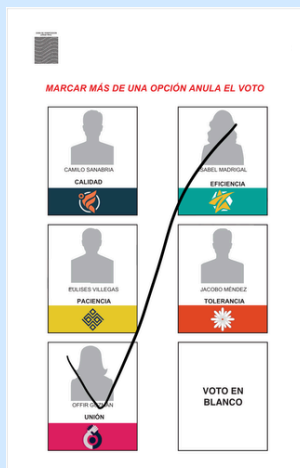 MARCAR MÁS DE UNA OPCIÓN ANULA EL VOTO
CAMILO SANABRIA
CALIDAD
MADRIGAL
EFICIENCIA
EULISES VILLEGAS
PACIENCIA
JACOBO MÉNDEZ
TOLERANCIA
OFFIR
UNIÓN
VOTO EN
BLANCO